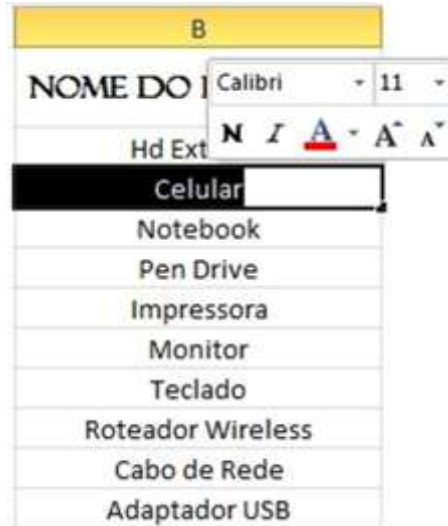 B
NOME DO
Calibri 11
Hd Ext
N I A A A
Celular
Notebook
Pen Drive
Impressora
Monitor
Teclado
Roteador Wireless
Cabo de Rede
Adaptador USB